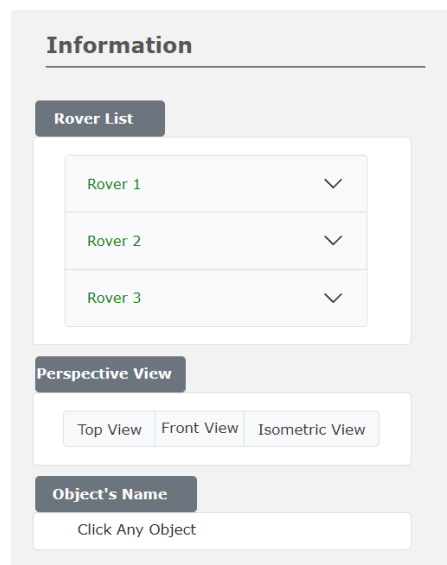 Information
Rover List
Rover 1
Rover 2
Rover 3
Perspective View
Top View Front View Isometric View
Object's Name
Click Any Object